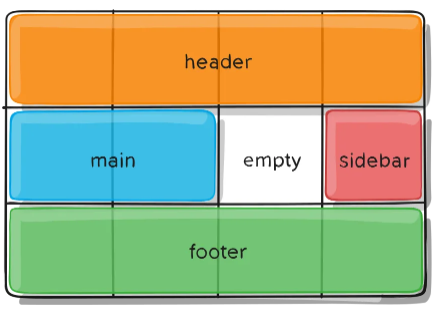 header
main
empty
sidebar
footer